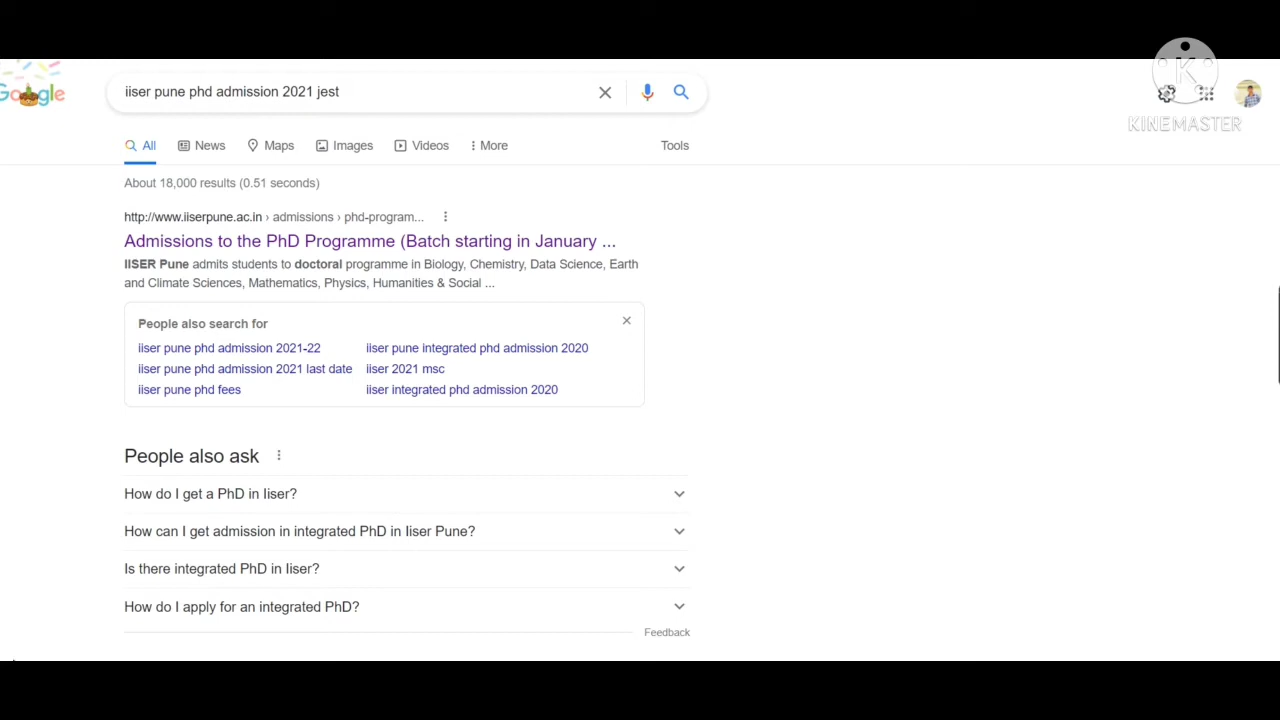 Google
iiser pune phd admission 2021 jest
KINEMASTER
All News Maps Images Videos More Tools
About 18,000 results (0.51 seconds)
http://www.iiserpune.ac.in › admissions › phd-program...
Admissions to the PhD Programme (Batch starting in January ...
IISER Pune admits students to doctoral programme in Biology, Chemistry, Data Science, Earth
and Climate Sciences, Mathematics, Physics, Humanities & Social ...
People also search for
iiser pune phd admission 2021-22 iiser pune integrated phd admission 2020
iiser pune phd admission 2021 last date iiser 2021 msc
iiser pune phd fees iiser integrated phd admission 2020
People also ask
How do I get a PhD in Iiser?
How can I get admission in integrated PhD in Iiser Pune?
Is there integrated PhD in Iiser?
How do I apply for an integrated PhD?
Feedback